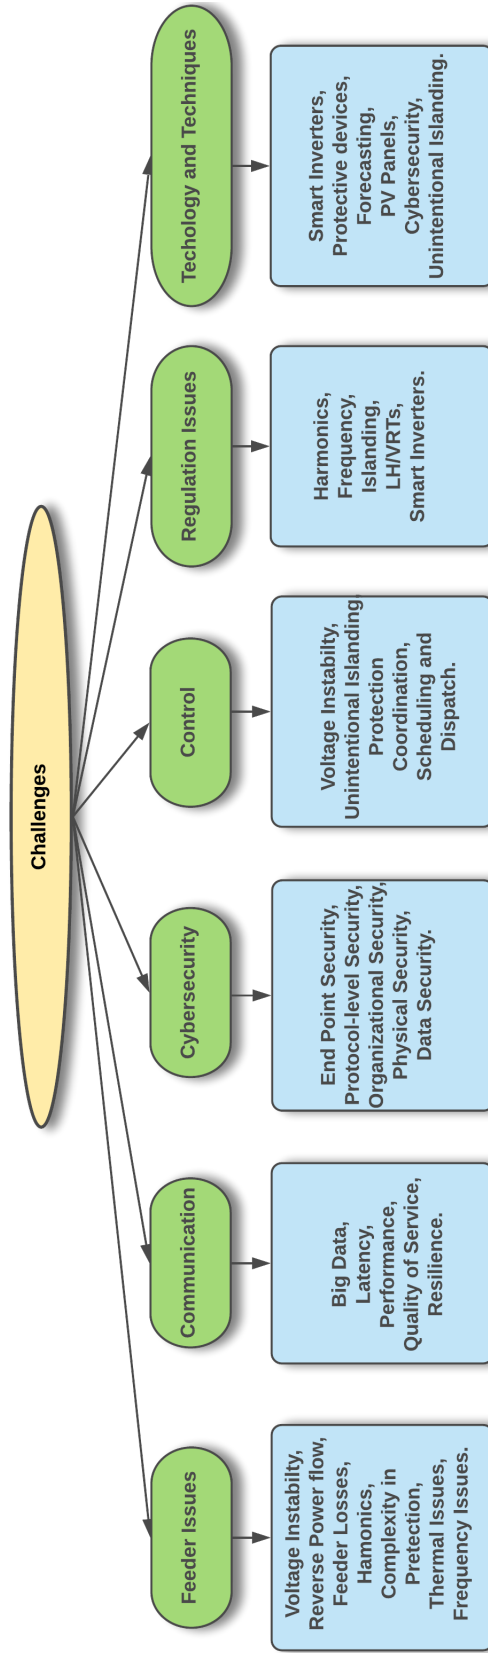 Challenges
Feeder Issues
Communication
Cybersecurity
Control
Regulation Issues
Techology and Techniques
Voltage Instabilty,
Reverse Power flow,
Feeder Losses,
Hamonics,
Complexity in
Pretection,
Thermal Issues,
Frequency Issues.
Big Data,
Latency,
Performance,
Quality of Service,
Resilience.
End Point Security,
Protocol-level Security,
Organizational Security,
Physical Security,
Data Security.
Voltage Instabilty,
Unintentional Islanding,
Protection
Coordination,
Scheduling and
Dispatch.
Harmonics,
Frequency,
Islanding,
LH/VRTs,
Smart Inverters.
Smart Inverters,
Protective devices,
Forecasting,
PV Panels,
Cybersecurity,
Unintentional Islanding.